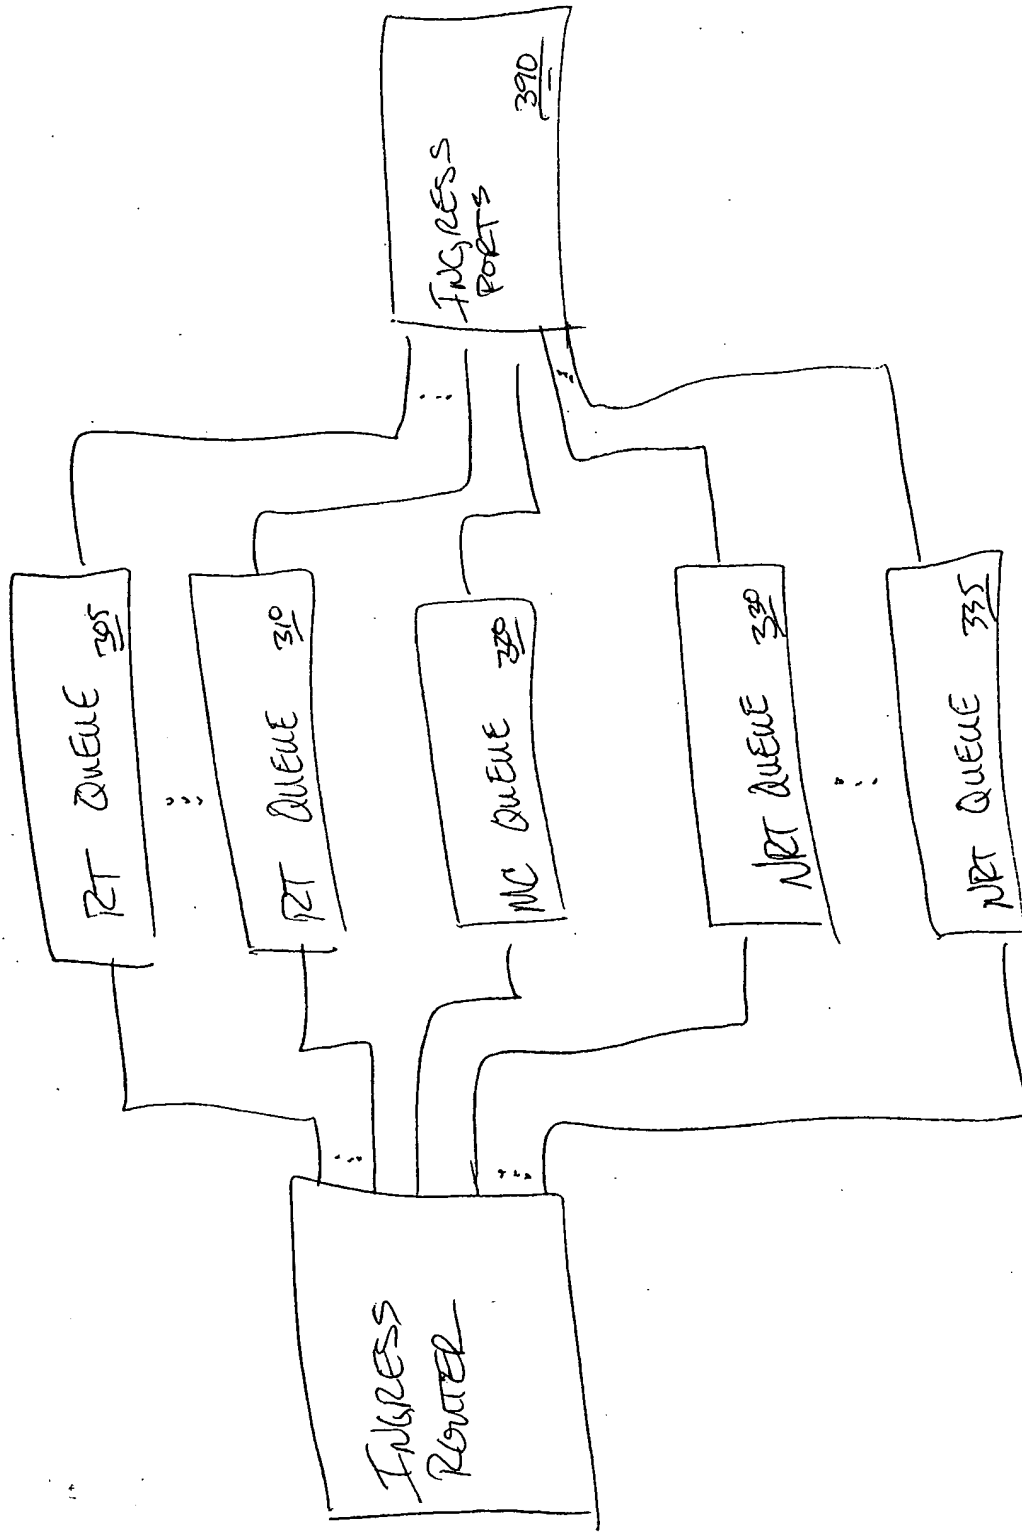 INGRESS
ROUTER
RT QUEUE 305
RT QUEUE 310
MC QUEUE 320
NRT QUEUE 330
NRT QUEUE 335
INGRESS
PORTS
390